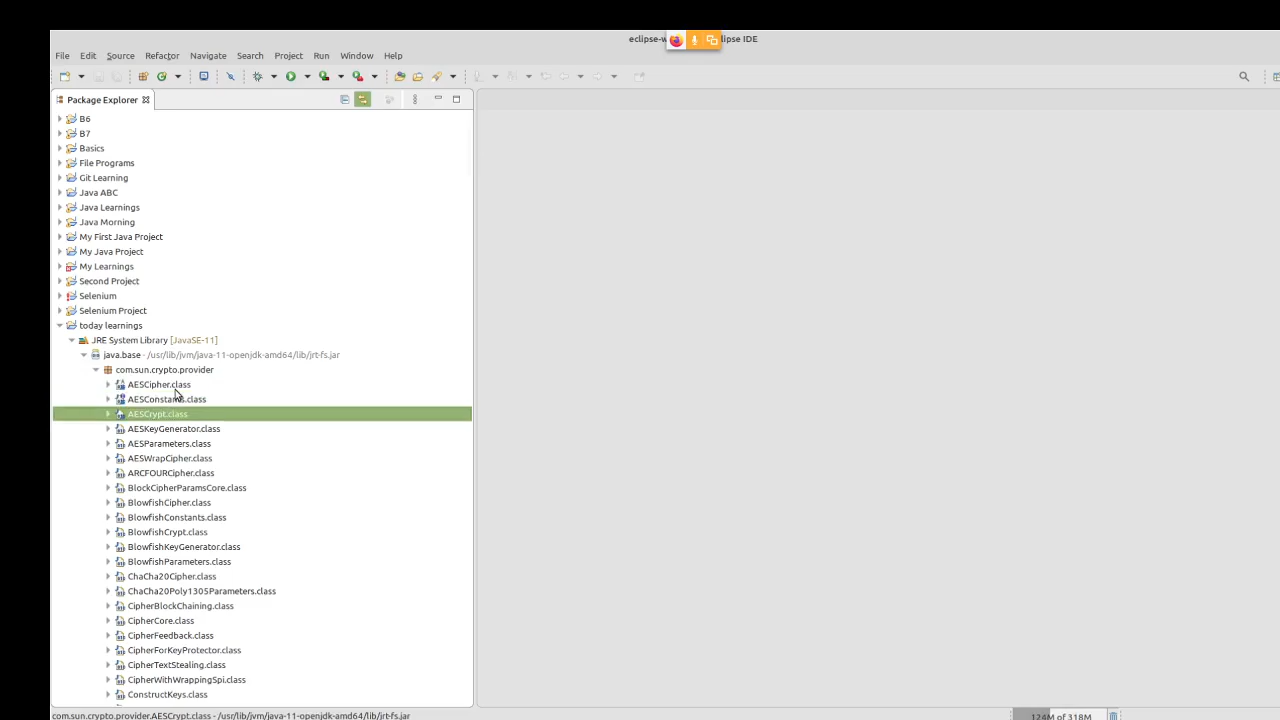 eclipse-w lipse IDE
File Edit Source Refactor Navigate Search Project Run Window Help
Package Explorer
B6
B7
Basics
File Programs
Git Learning
Java ABC
Java Learnings
Java Morning
My First Java Project
My Java Project
My Learnings
Second Project
Selenium
Selenium Project
today learnings
JRE System Library [JavaSE-11]
java.base - /usr/lib/jvm/java-11-openjdk-amd64/lib/jrt-fs.jar
com.sun.crypto.provider
AESCipher.class
AESConstants.class
AESCrypt.class
AESKeyGenerator.class
AESParameters.class
AESWrapCipher.class
ARCFOURCipher.class
BlockCipherParamsCore.class
BlowfishCipher.class
BlowfishConstants.class
BlowfishCrypt.class
BlowfishKeyGenerator.class
BlowfishParameters.class
ChaCha20Cipher.class
ChaCha20Poly1305Parameters.class
CipherBlockChaining.class
CipherCore.class
CipherFeedback.class
CipherForKeyProtector.class
CipherTextStealing.class
CipherWithWrappingSpi.class
ConstructKeys.class
com.sun.crypto.provider.AESCrypt.class - /usr/lib/jvm/java-11-openjdk-amd64/lib/jrt-fs.jar 124M of 318M